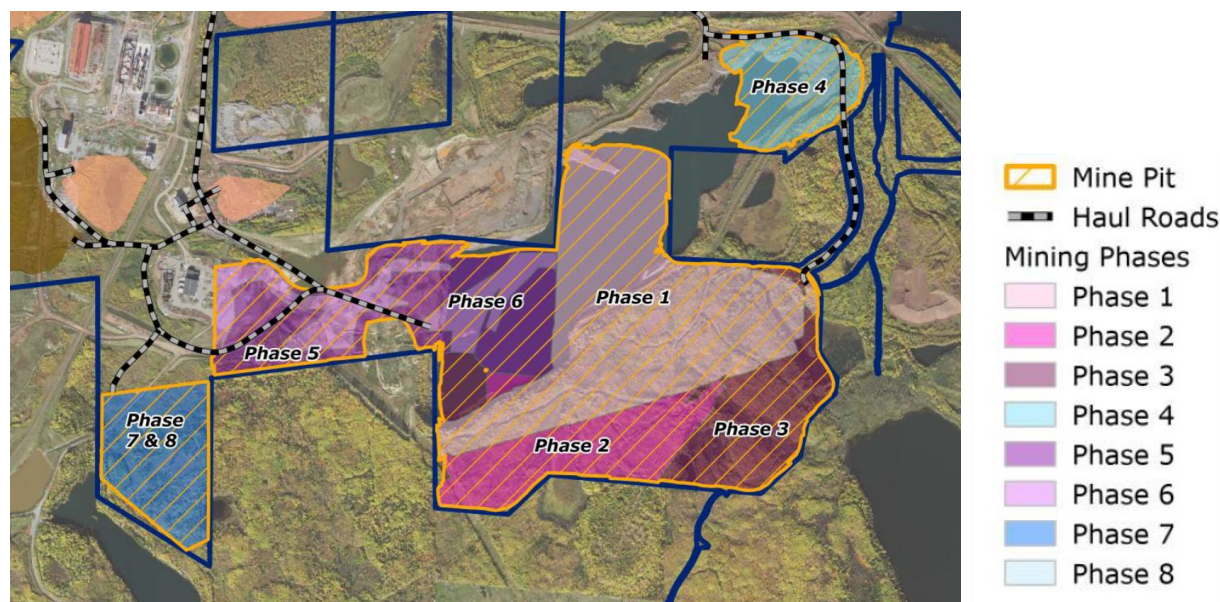 Phase 4
Phase 6
Phase 1
Phase 5
Phase
7 & 8
Phase 2
Phase 3
Mine Pit
Haul Roads
Mining Phases
Phase 1
Phase 2
Phase 3
Phase 4
Phase 5
Phase 6
Phase 7
Phase 8